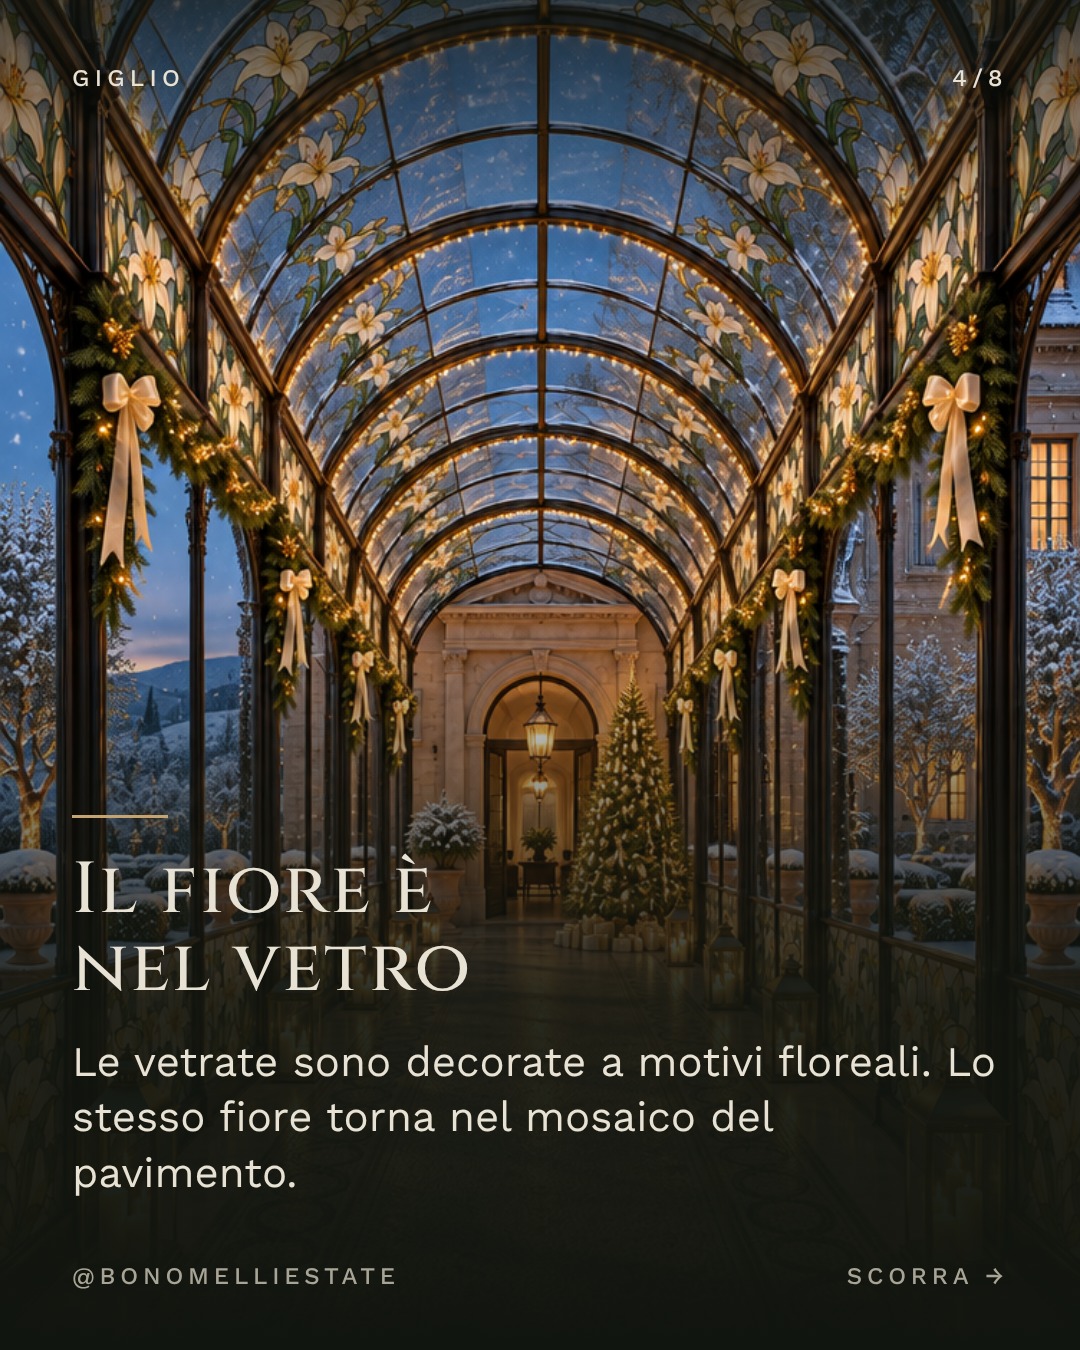 GIGLIO
4/8
Il fiore è
nel vetro
Le vetrate sono decorate a motivi floreali. Lo
stesso fiore torna nel mosaico del
pavimento.
@BONOMELLIESTATE
SCORRA →